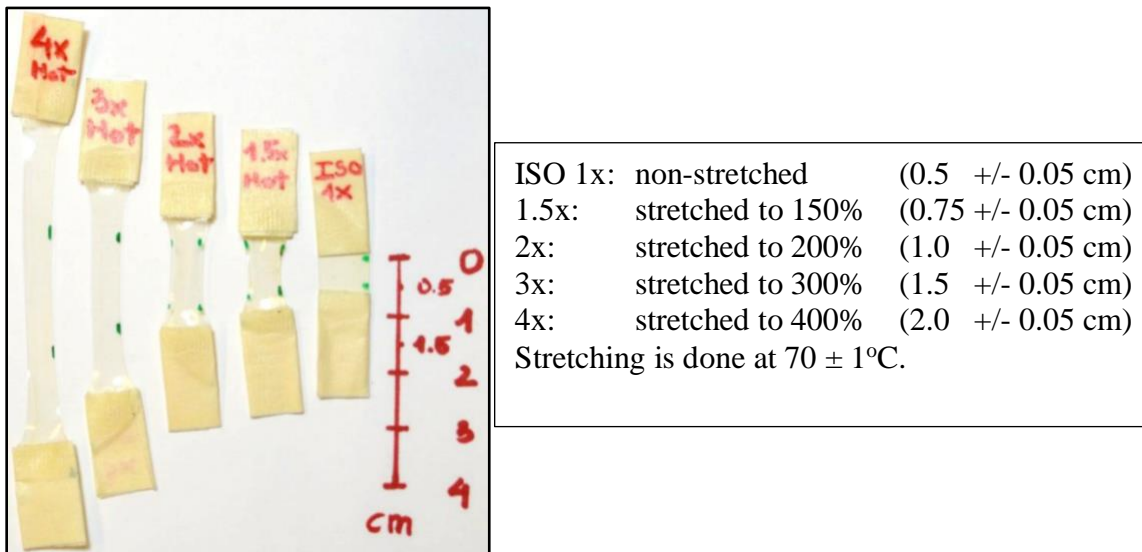 4x
Hot
3x
Hot
2x
Hot
1.5x
Hot
ISO
1x
0
0.5
1
1.5
2
3
4
cm
ISO 1x: non-stretched (0.5 +/- 0.05 cm)
1.5x: stretched to 150% (0.75 +/- 0.05 cm)
2x: stretched to 200% (1.0 +/- 0.05 cm)
3x: stretched to 300% (1.5 +/- 0.05 cm)
4x: stretched to 400% (2.0 +/- 0.05 cm)
Stretching is done at 70 ± 1°C.